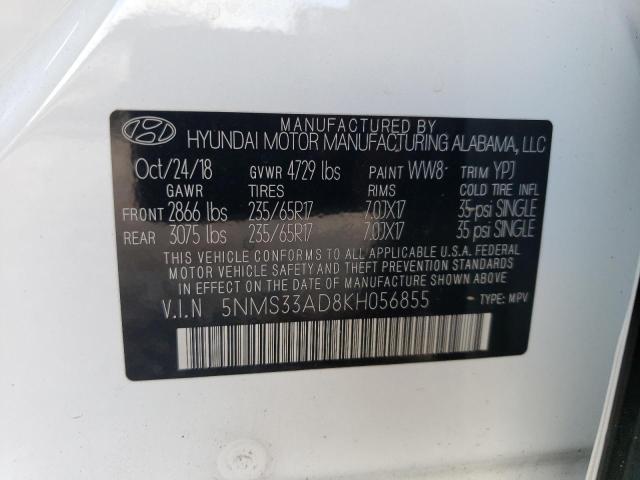 MANUFACTURED BY
HYUNDAI MOTOR MANUFACTURING ALABAMA, LLC
Oct/24/18 GVWR 4729 lbs PAINT WW8- TRIM YPJ
GAWR TIRES RIMS COLD TIRE INFL
FRONT 2866 lbs 235/65R17 7.0JX17 35-psi SINGLE
REAR 3075 lbs 235/65R17 7.0JX17 35 psi SINGLE
THIS VEHICLE CONFORMS TO ALL APPLICABLE U.S.A. FEDERAL
MOTOR VEHICLE SAFETY AND THEFT PREVENTION STANDARDS
IN EFFECT ON THE DATE OF MANUFACTURE SHOWN ABOVE
V.I.N 5NMS33AD8KH056855 TYPE: MPV